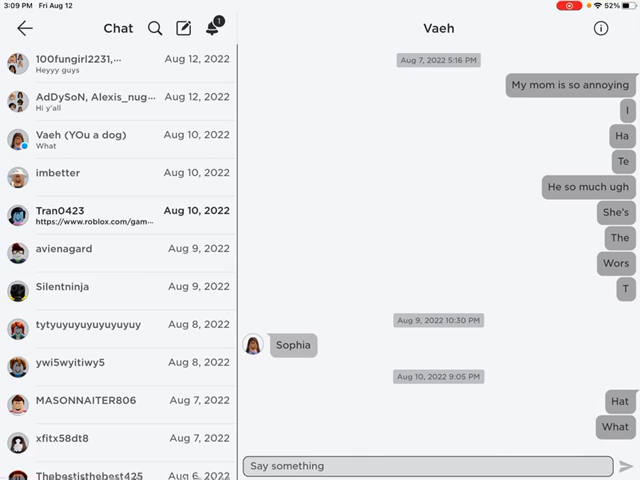 3:09 PM Fri Aug 12
52%
Chat
1
Vaeh
100fungirl2231,... Aug 12, 2022
Heyyy guys
AdDySoN, Alexis_nug... Aug 12, 2022
Hi y'all
Vaeh (YOu a dog) Aug 10, 2022
What
imbetter Aug 10, 2022
Tran0423 Aug 10, 2022
https://www.roblox.com/gam...
avienagard Aug 9, 2022
Silentninja Aug 9, 2022
tytyuyuyuyuyuyuy Aug 8, 2022
ywi5wyitiwy5 Aug 8, 2022
MASONNAITER806 Aug 7, 2022
xfitx58dt8 Aug 7, 2022
Thebestisthebest425 Aug 6, 2022
Aug 7, 2022 5:16 PM
My mom is so annoying
I
Ha
Te
He so much ugh
She's
The
Wors
T
Aug 9, 2022 10:30 PM
Sophia
Aug 10, 2022 9:05 PM
Hat
What
Say something